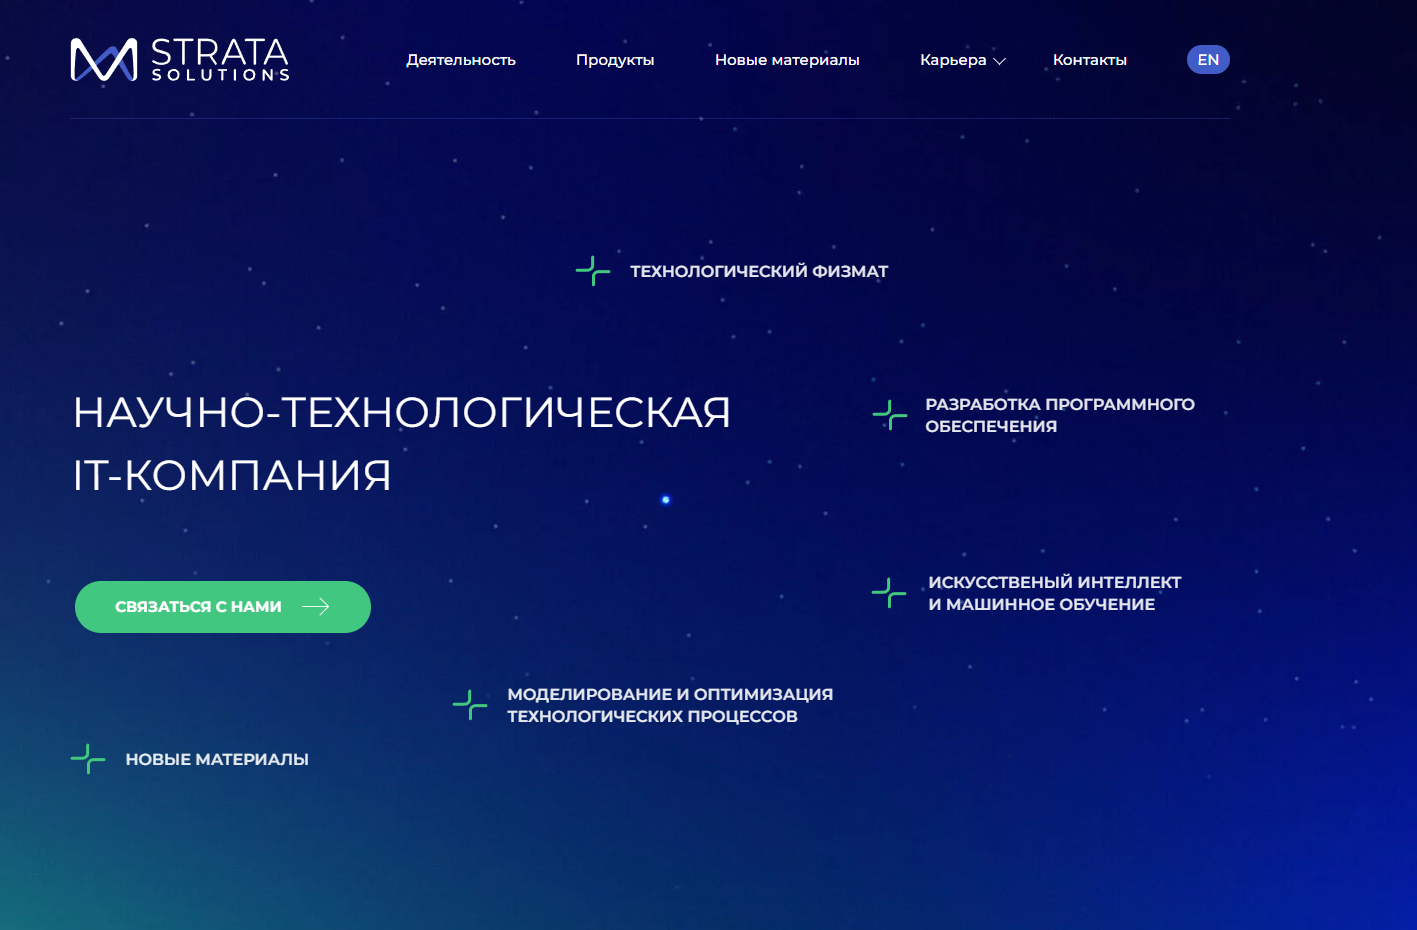 STRATA
SOLUTIONS
Деятельность
Продукты
Новые материалы
Карьера
Контакты
EN
ТЕХНОЛОГИЧЕСКИЙ ФИЗМАТ
НАУЧНО-ТЕХНОЛОГИЧЕСКАЯ
IT-КОМПАНИЯ
РАЗРАБОТКА ПРОГРАММНОГО
ОБЕСПЕЧЕНИЯ
СВЯЗАТЬСЯ С НАМИ
ИСКУССТВЕНЫЙ ИНТЕЛЛЕКТ
И МАШИННОЕ ОБУЧЕНИЕ
МОДЕЛИРОВАНИЕ И ОПТИМИЗАЦИЯ
ТЕХНОЛОГИЧЕСКИХ ПРОЦЕССОВ
НОВЫЕ МАТЕРИАЛЫ